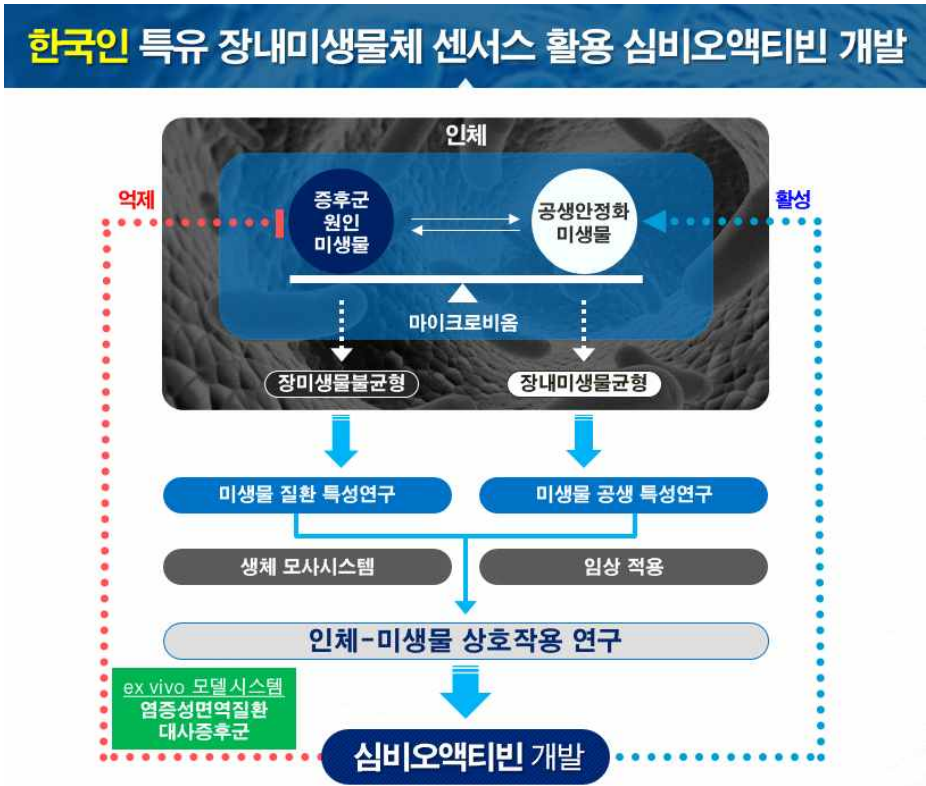 한국인 특유 장내미생물체 센서스 활용 심비오액티빈 개발
인체
억제
활성
증후군
원인
미생물
공생안정화
미생물
마이크로비옴
장미생물불균형
장내미생물균형
미생물 질환 특성연구
미생물 공생 특성연구
생체 모사시스템
임상 적용
인체-미생물 상호작용 연구
ex vivo 모델시스템
염증성면역질환
대사증후군
심비오액티빈 개발